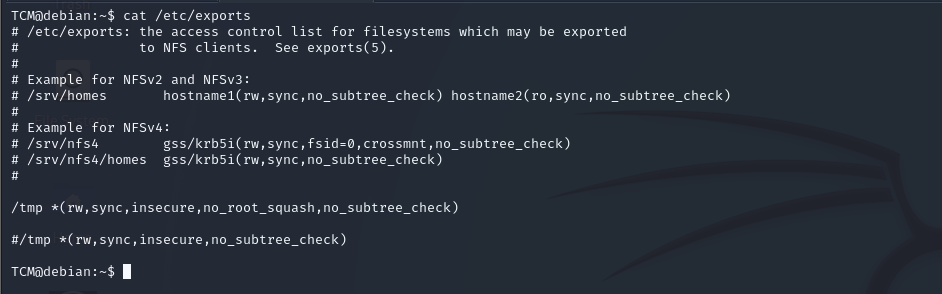 TCM@debian:~$ cat /etc/exports
# /etc/exports: the access control list for filesystems which may be exported
#               to NFS clients.  See exports(5).
#
# Example for NFSv2 and NFSv3:
# /srv/homes       hostname1(rw,sync,no_subtree_check) hostname2(ro,sync,no_subtree_check)
#
# Example for NFSv4:
# /srv/nfs4        gss/krb5i(rw,sync,fsid=0,crossmnt,no_subtree_check)
# /srv/nfs4/homes  gss/krb5i(rw,sync,no_subtree_check)
#
/tmp *(rw,sync,insecure,no_root_squash,no_subtree_check)
#/tmp *(rw,sync,insecure,no_subtree_check)
TCM@debian:~$